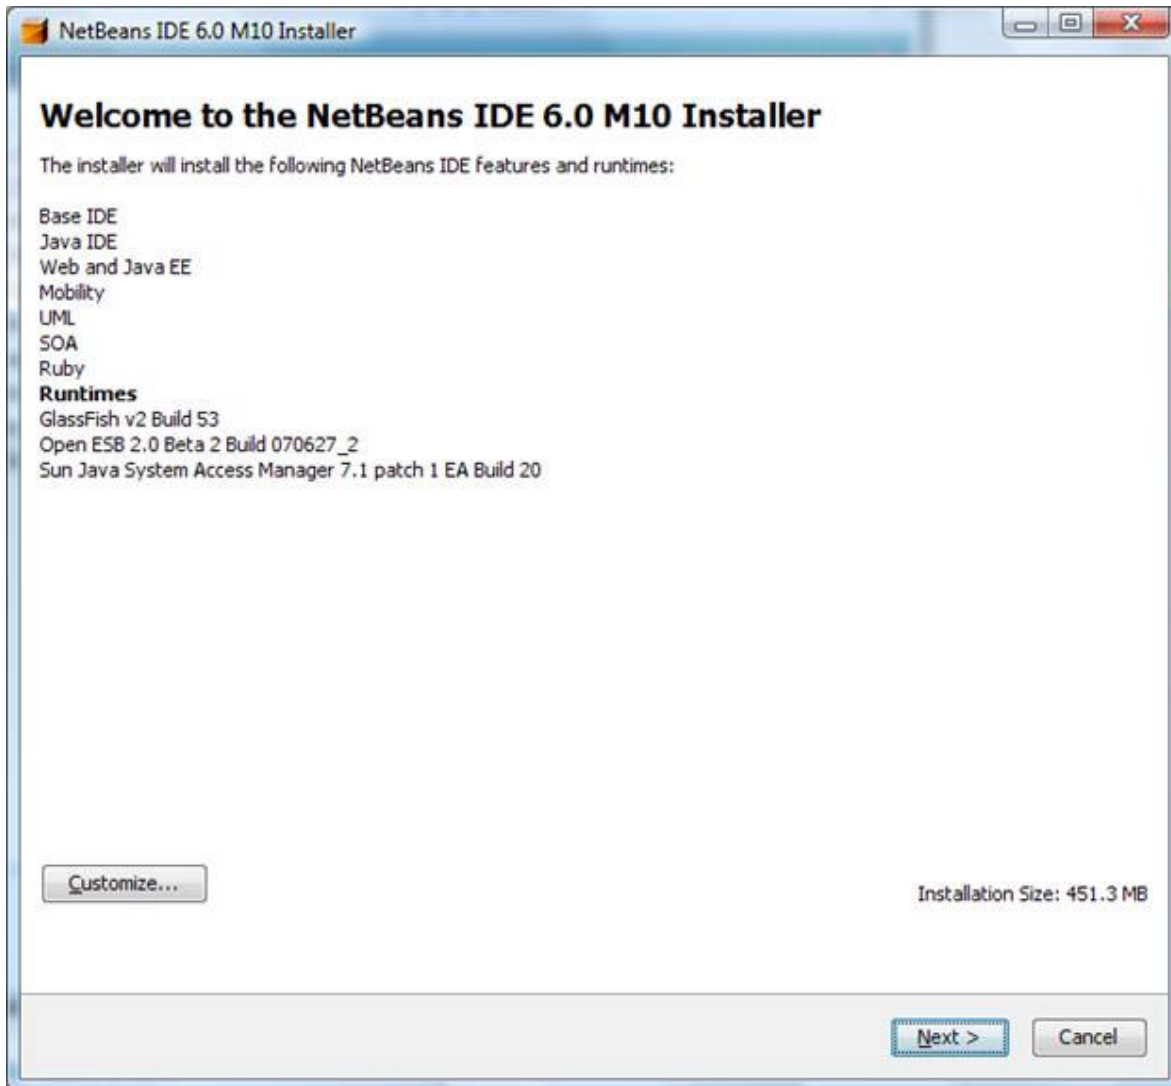 NetBeans IDE 6.0 M10 Installer
Welcome to the NetBeans IDE 6.0 M10 Installer
The installer will install the following NetBeans IDE features and runtimes:
Base IDE
Java IDE
Web and Java EE
Mobility
UML
SOA
Ruby
Runtimes
GlassFish v2 Build 53
Open ESB 2.0 Beta 2 Build 070627_2
Sun Java System Access Manager 7.1 patch 1 EA Build 20
Customize...
Installation Size: 451.3 MB
Next >
Cancel